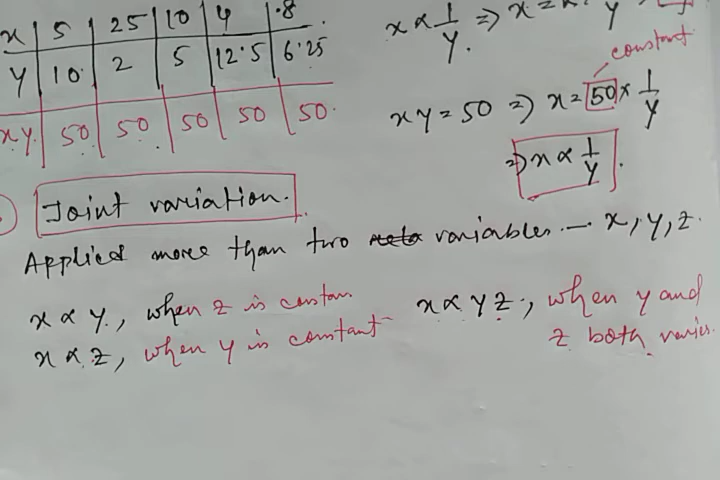 x | 5 | 25 | 10 | 4 | .8
Y | 10 | 2 | 5 | 12.5 | 6.25
xy | 50 | 50 | 50 | 50 | 50
x ∝ 1/Y ⇒ x =
constant
xy = 50 ⇒ x = 50 × 1/Y
⇒ x ∝ 1/Y
Joint variation.
Applied more than two variables. — x, y, z.
x ∝ y, when z is constan
x ∝ z, when y is constant
x ∝ yz, when y and
z both varies.